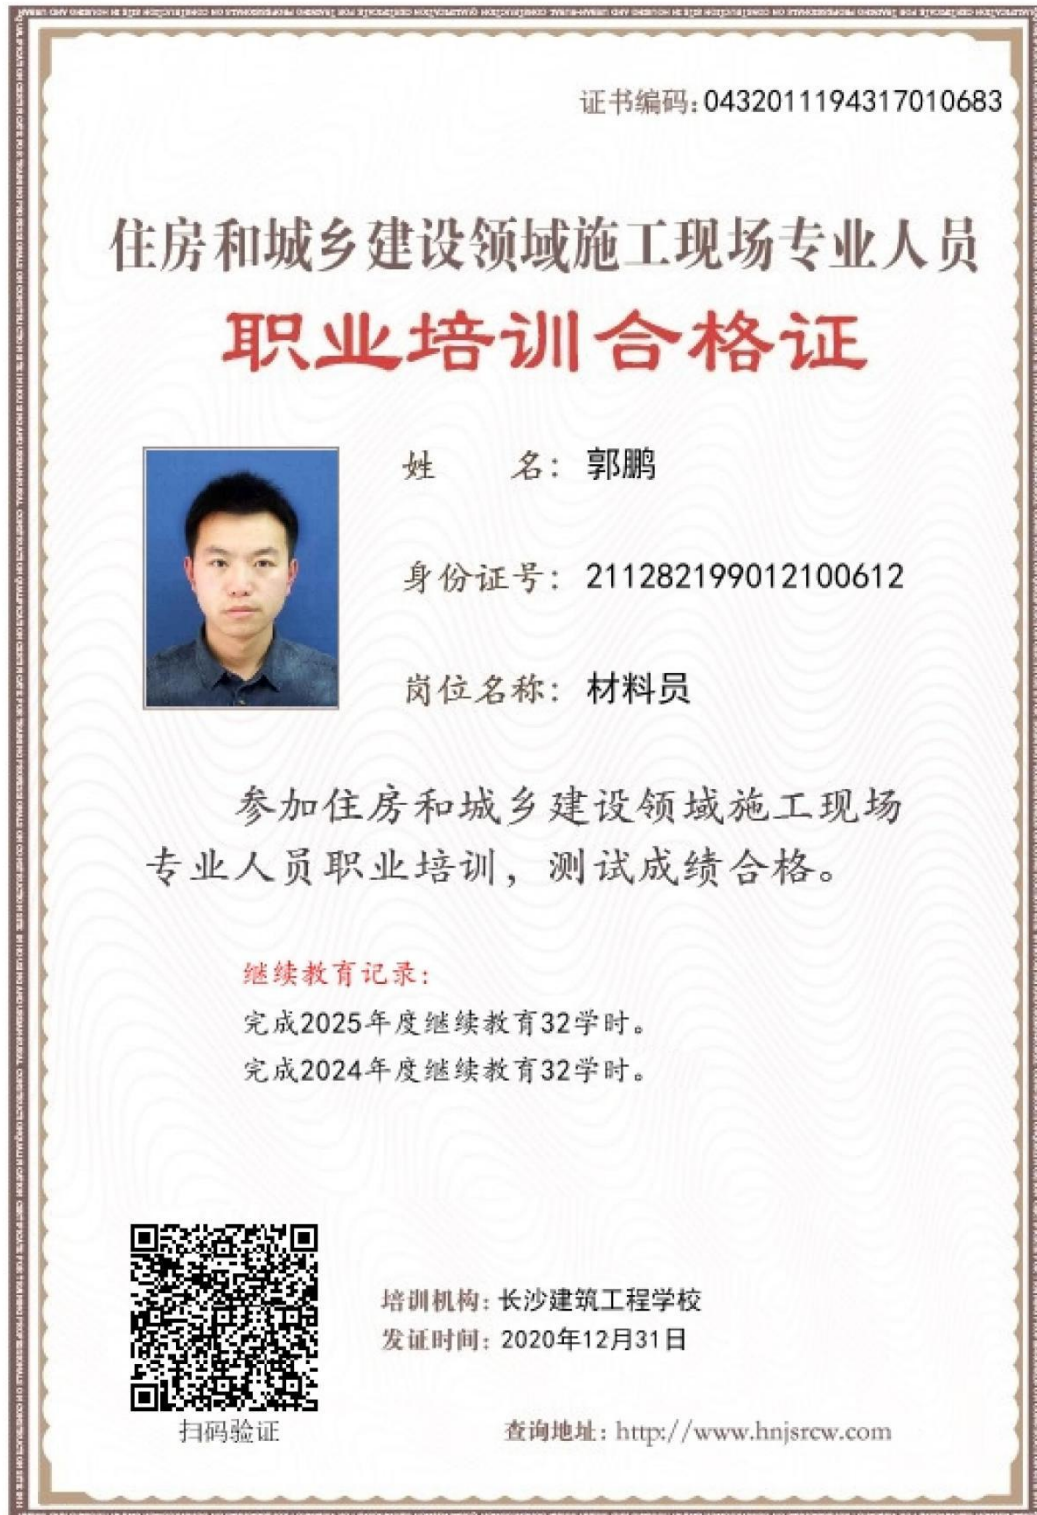 证书编码:0432011194317010683
住房和城乡建设领域施工现场专业人员
职业培训合格证
姓 名: 郭鹏
身份证号: 211282199012100612
岗位名称: 材料员
参加住房和城乡建设领域施工现场
专业人员职业培训，测试成绩合格。
继续教育记录:
完成2025年度继续教育32学时。
完成2024年度继续教育32学时。
培训机构: 长沙建筑工程学校
发证时间: 2020年12月31日
扫码验证
查询地址: http://www.hnjsrcw.com